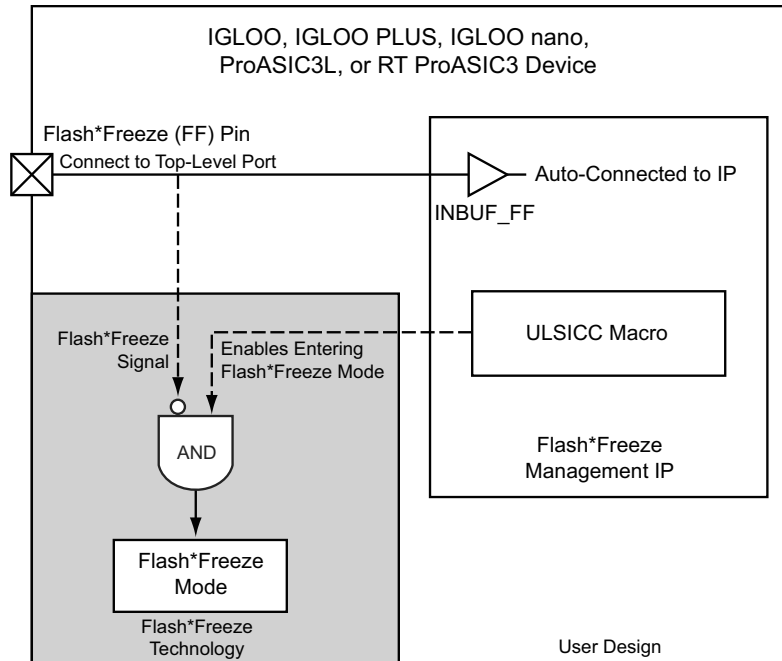 IGLOO, IGLOO PLUS, IGLOO nano,
ProASIC3L, or RT ProASIC3 Device
Flash*Freeze (FF) Pin
Connect to Top-Level Port
Auto-Connected to IP
INBUF_FF
ULSICC Macro
Flash*Freeze
Signal
Enables Entering
Flash*Freeze Mode
AND
Flash*Freeze
Management IP
Flash*Freeze
Mode
Flash*Freeze
Technology
User Design